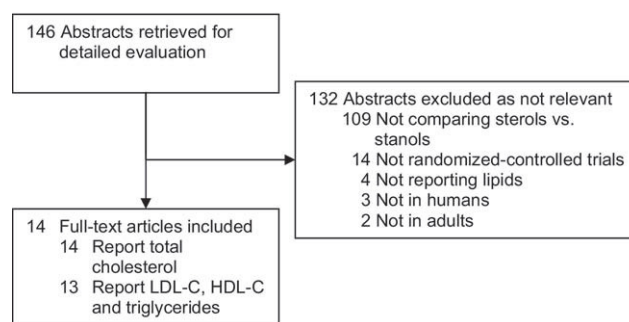 146 Abstracts retrieved for
detailed evaluation
132 Abstracts excluded as not relevant
109 Not comparing sterols vs.
stanols
14 Not randomized-controlled trials
4 Not reporting lipids
3 Not in humans
2 Not in adults
14 Full-text articles included
14 Report total
cholesterol
13 Report LDL-C, HDL-C
and triglycerides